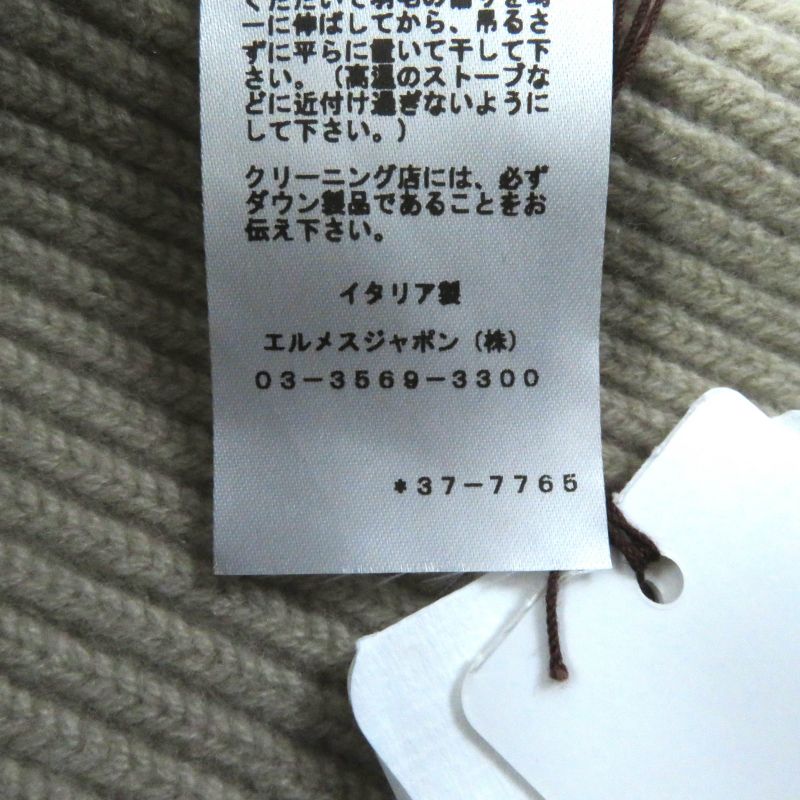 ーに伸ばしてから、吊るさ
ずに平らに置いて干して下
さい。（高温のストーブな
どに近付け過ぎないように
して下さい。）
クリーニング店には、必ず
ダウン製品であることをお
伝え下さい。
イタリア製
エルメスジャポン（株）
03-3569-3300
*37-7765